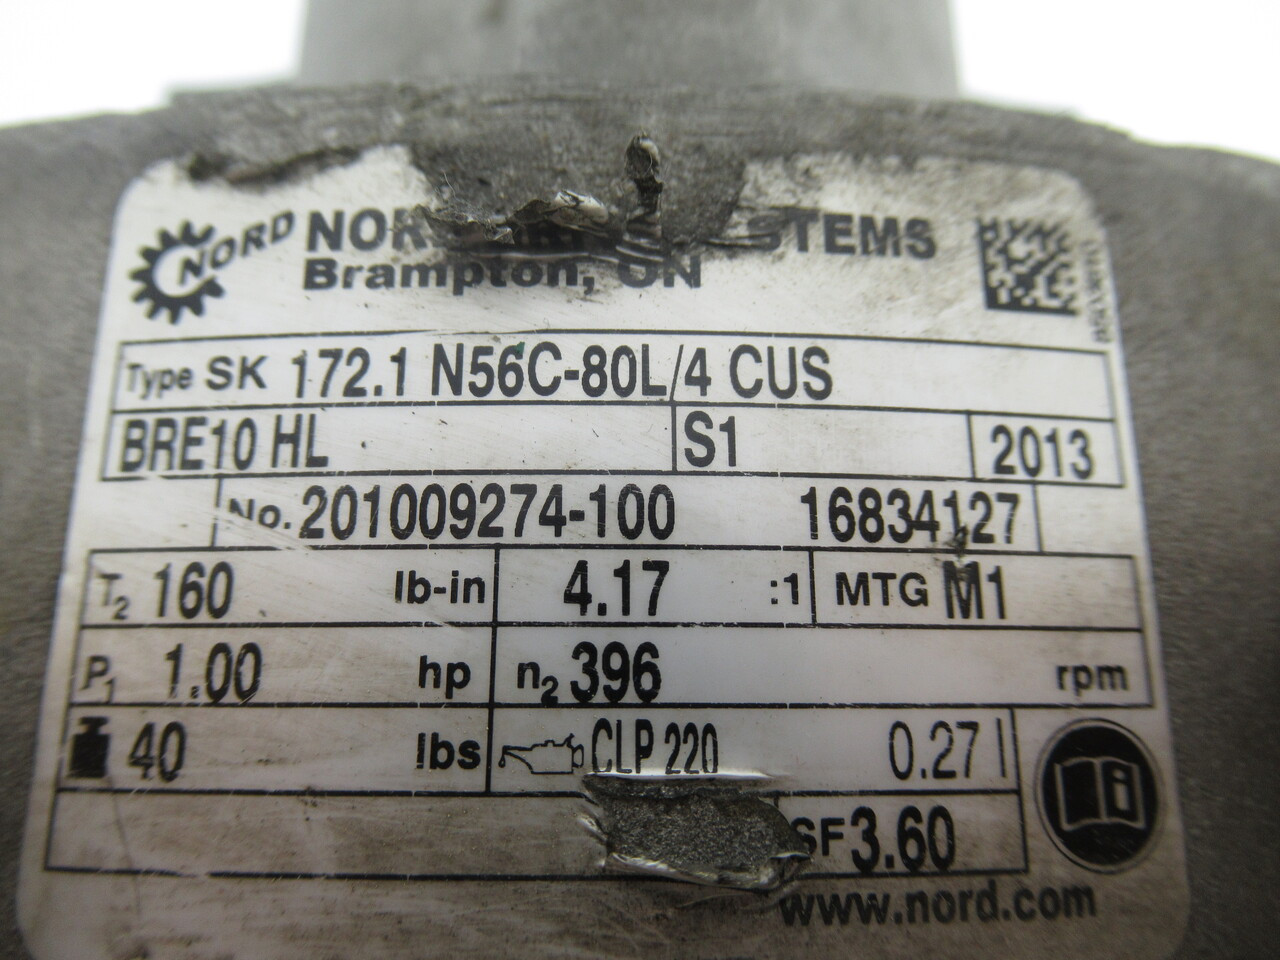 NORD
STEMS
Brampton, ON
Type SK 172.1 N56C-80L/4 CUS
BRE10 HL S1 2013
No. 201009274-100 16834127
T2 160 lb-in 4.17 :1 MTG M1
P1 1.00 hp n2 396 rpm
40 lbs CLP 220 0.27 l
SF 3.60
www.nord.com